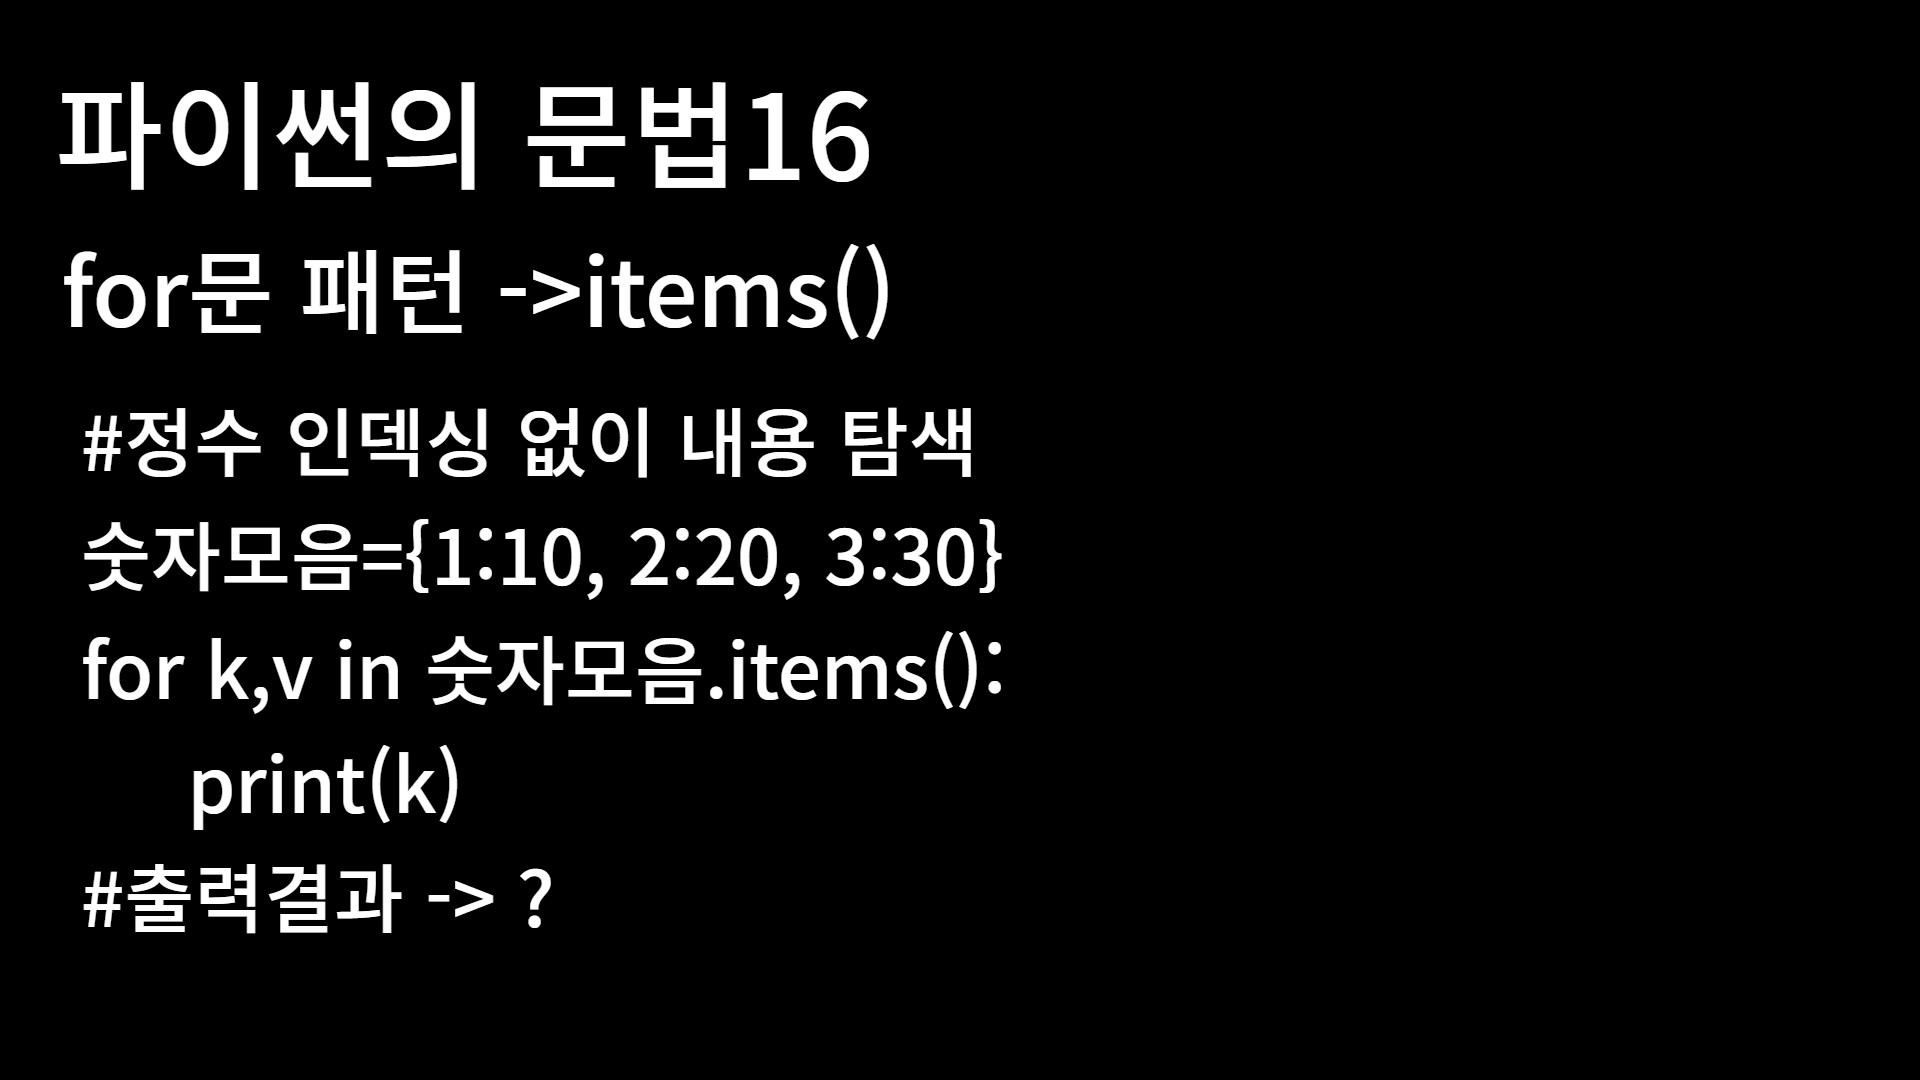 파이썬의 문법16
for문 패턴 ->items()
#정수 인덱싱 없이 내용 탐색
숫자모음={1:10, 2:20, 3:30}
for k,v in 숫자모음.items():
print(k)
#출력결과 -> ?